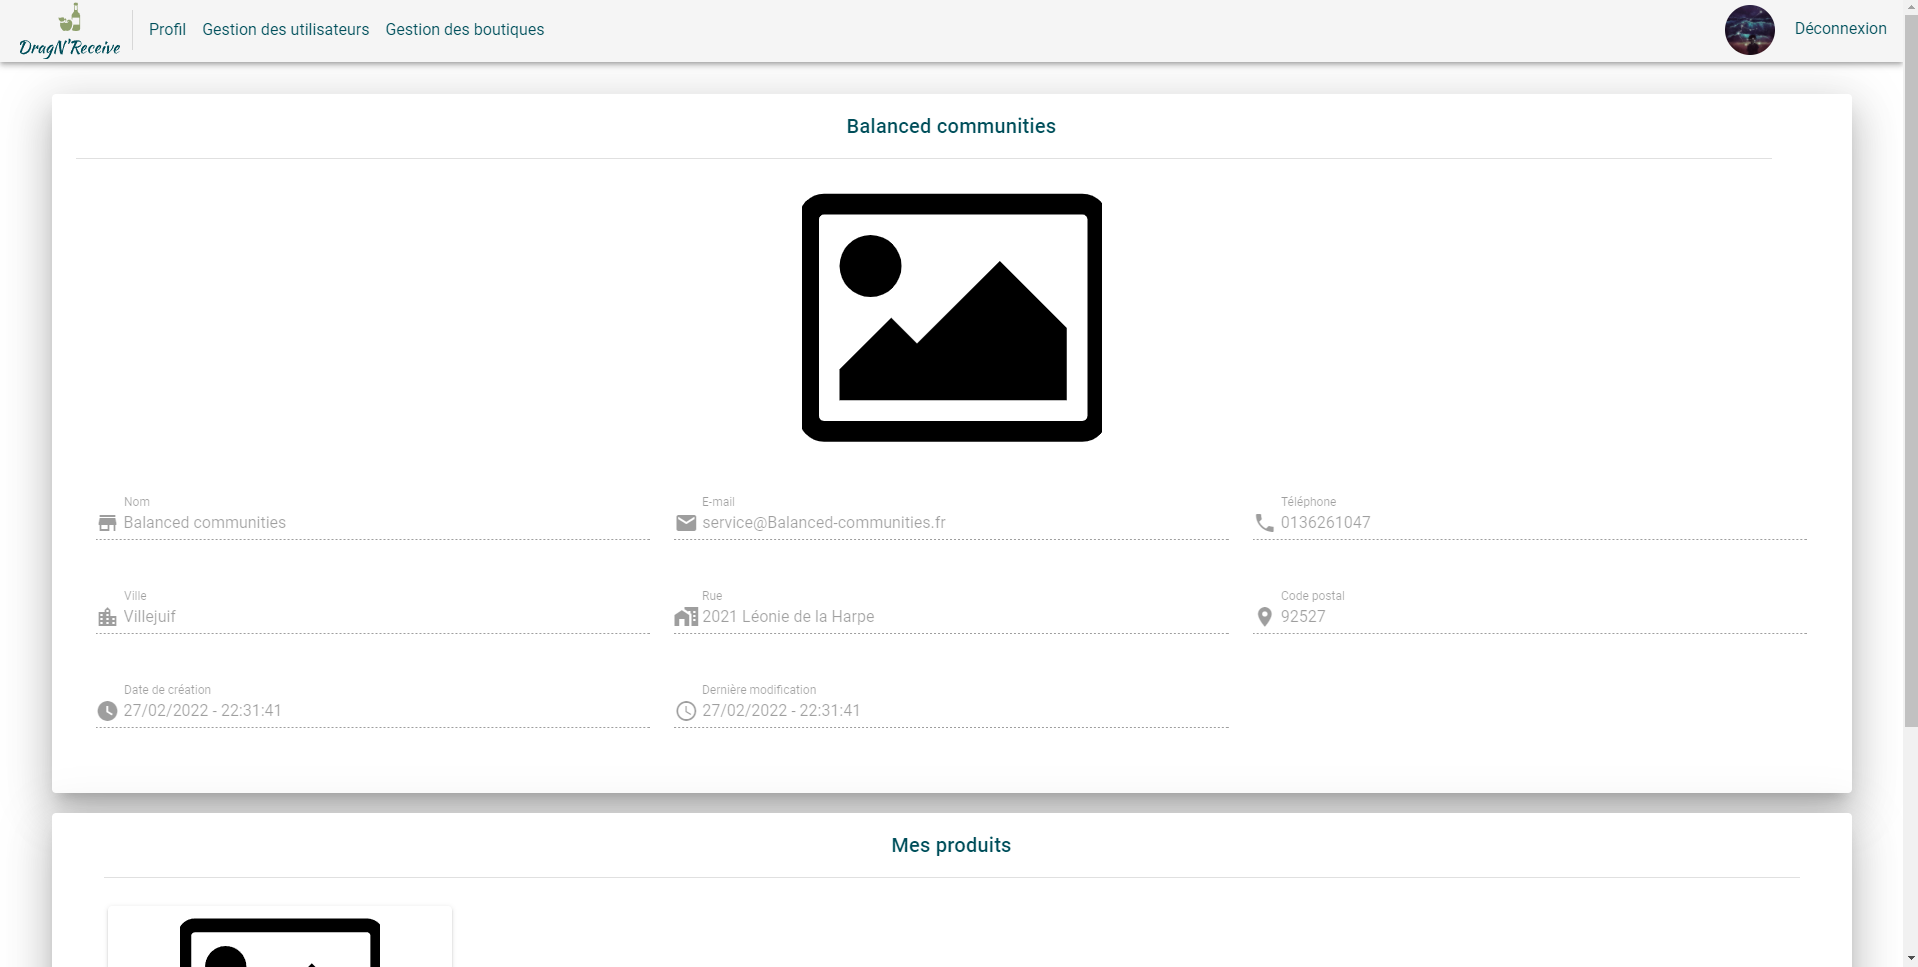 DragN'Receive
Profil Gestion des utilisateurs Gestion des boutiques
Déconnexion
Balanced communities
Nom
Balanced communities
E-mail
service@Balanced-communities.fr
Téléphone
0136261047
Ville
Villejuif
Rue
2021 Léonie de la Harpe
Code postal
92527
Date de création
27/02/2022 - 22:31:41
Dernière modification
27/02/2022 - 22:31:41
Mes produits